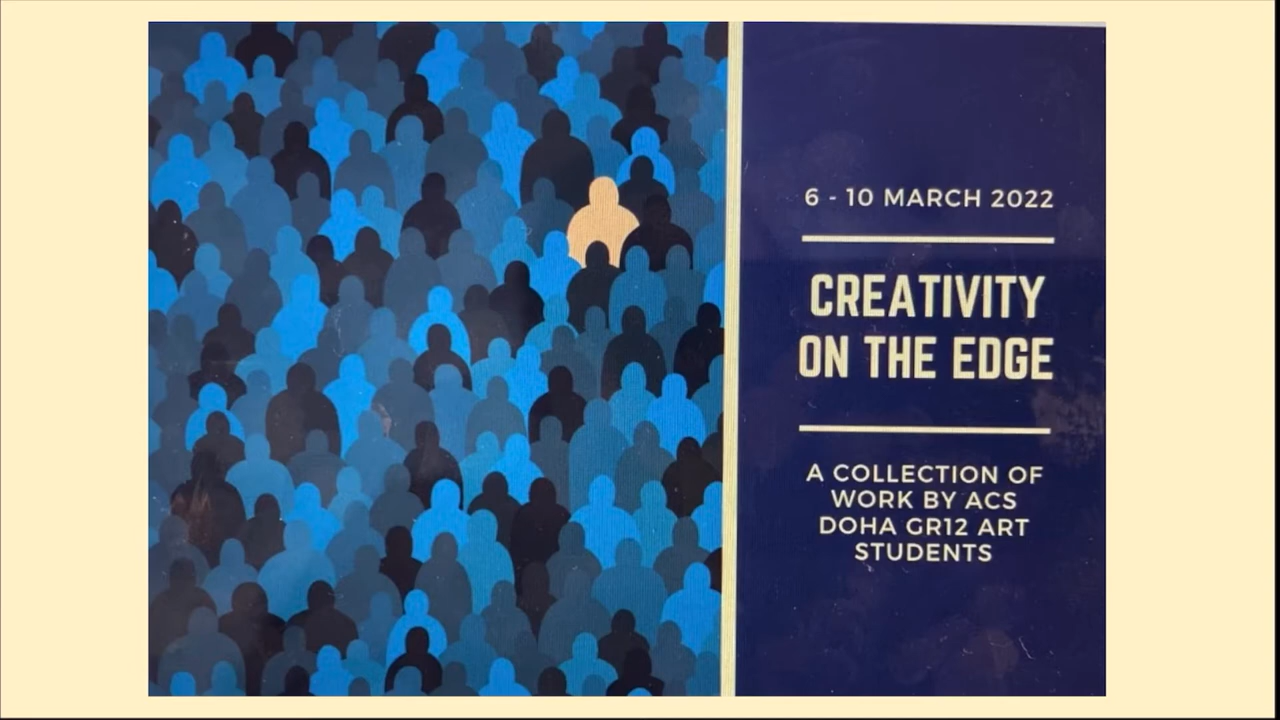 6 - 10 MARCH 2022
CREATIVITY
ON THE EDGE
A COLLECTION OF
WORK BY ACS
DOHA GR12 ART
STUDENTS